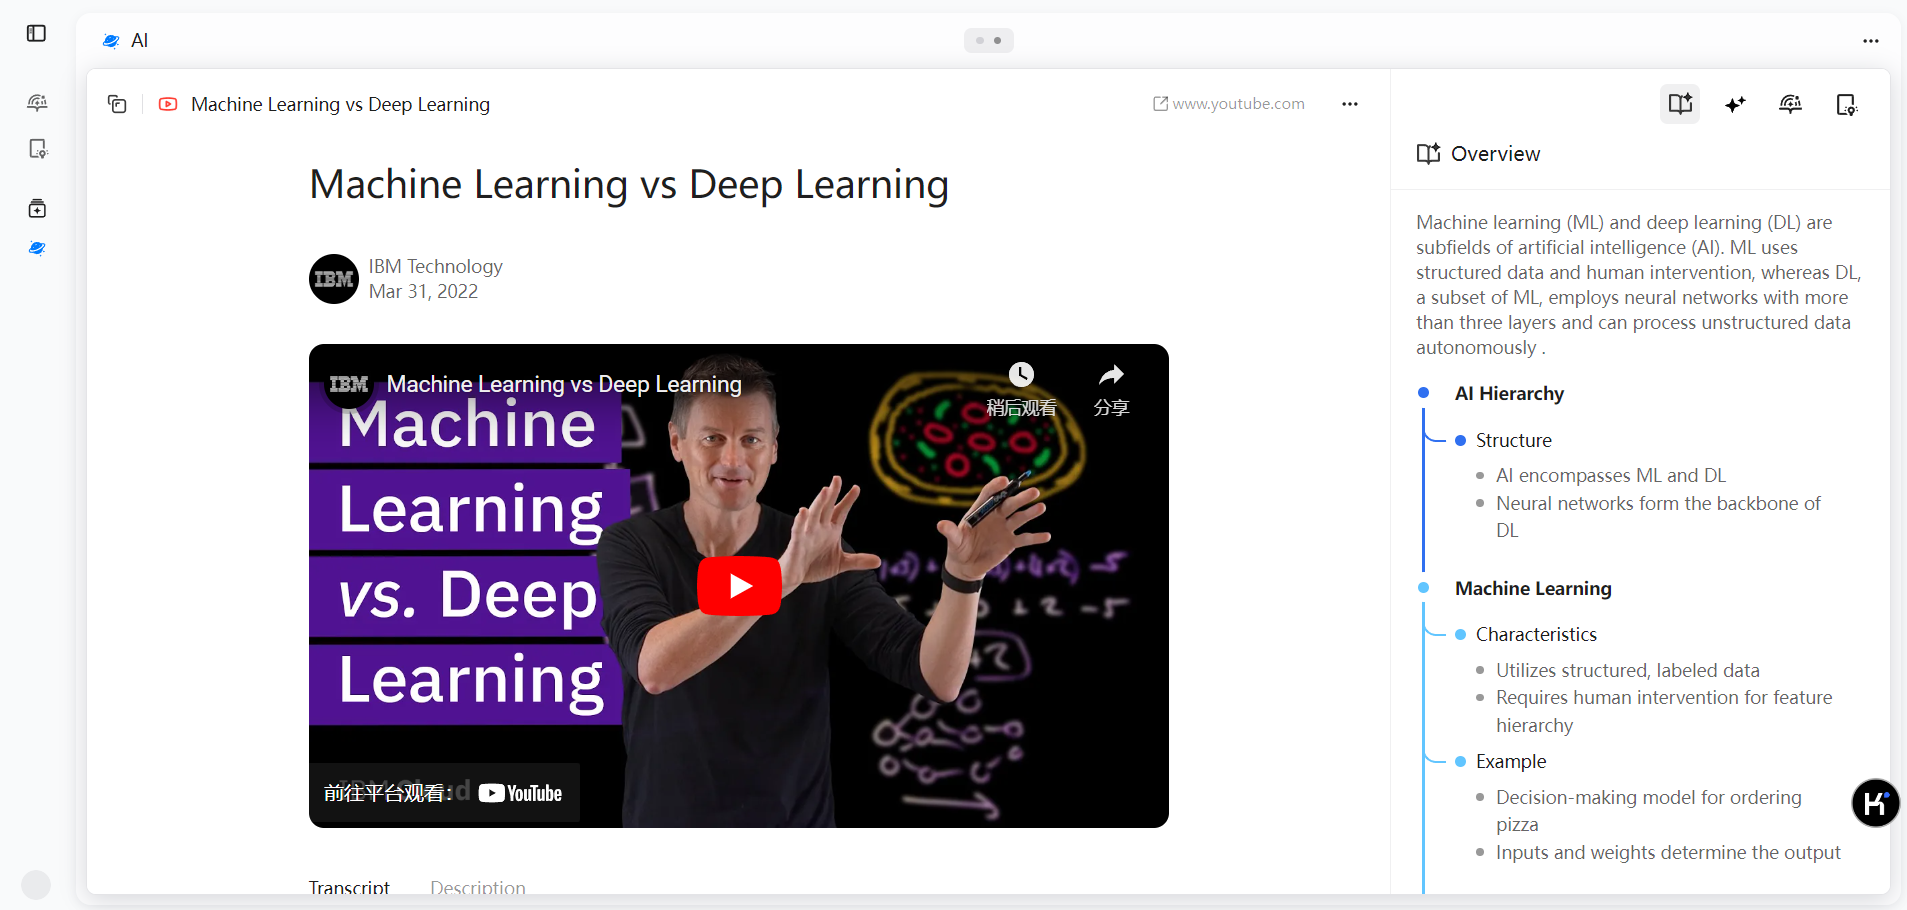 AI
Machine Learning vs Deep Learning
www.youtube.com
Machine Learning vs Deep Learning
IBM
IBM Technology
Mar 31, 2022
IBM
Machine Learning vs Deep Learning
稍后观看
分享
Machine
Learning
vs. Deep
Learning
前往平台观看：
YouTube
Transcript
Description
Overview
Machine learning (ML) and deep learning (DL) are
subfields of artificial intelligence (AI). ML uses
structured data and human intervention, whereas DL,
a subset of ML, employs neural networks with more
than three layers and can process unstructured data
autonomously .
AI Hierarchy
Structure
AI encompasses ML and DL
Neural networks form the backbone of
DL
Machine Learning
Characteristics
Utilizes structured, labeled data
Requires human intervention for feature
hierarchy
Example
Decision-making model for ordering
pizza
Inputs and weights determine the output
K